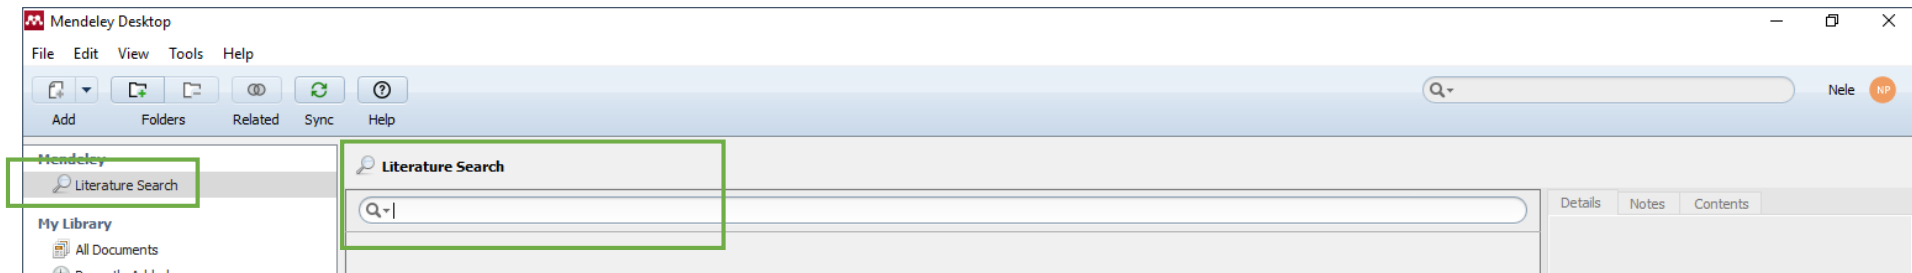 Mendeley Desktop
File Edit View Tools Help
Nele NP
Add Folders Related Sync Help
Mendeley
Literature Search
Literature Search
Details Notes Contents
My Library
All Documents